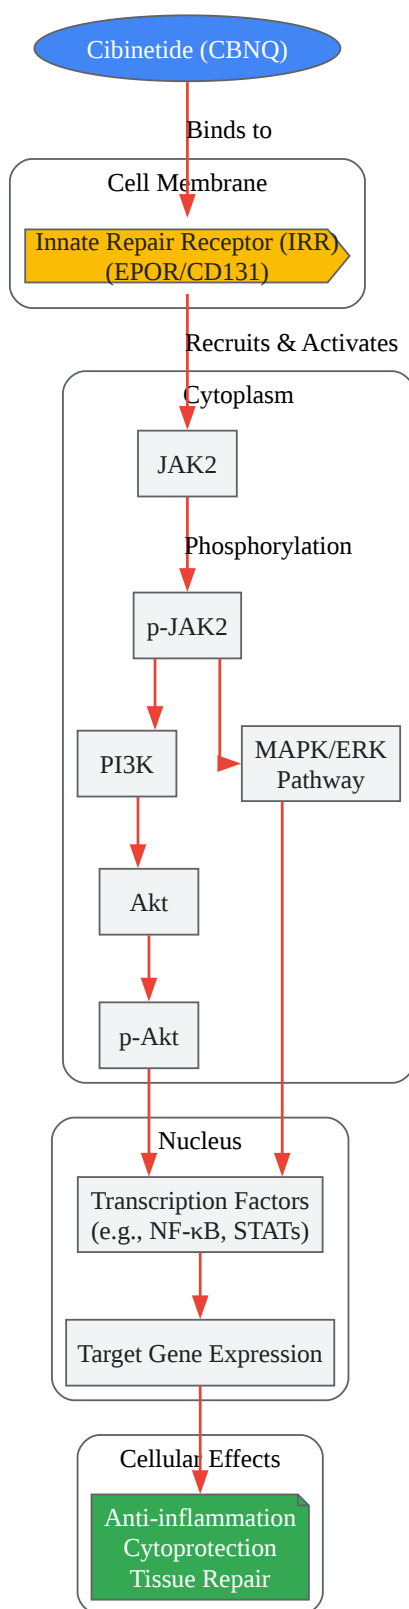 Cibinetide (CBNQ)
Binds to
Cell Membrane
Innate Repair Receptor (IRR)
(EPOR/CD131)
Recruits & Activates
Cytoplasm
JAK2
Phosphorylation
p-JAK2
PI3K
MAPK/ERK
Pathway
Akt
p-Akt
Nucleus
Transcription Factors
(e.g., NF-κB, STATs)
Target Gene Expression
Cellular Effects
Anti-inflammation
Cytoprotection
Tissue Repair